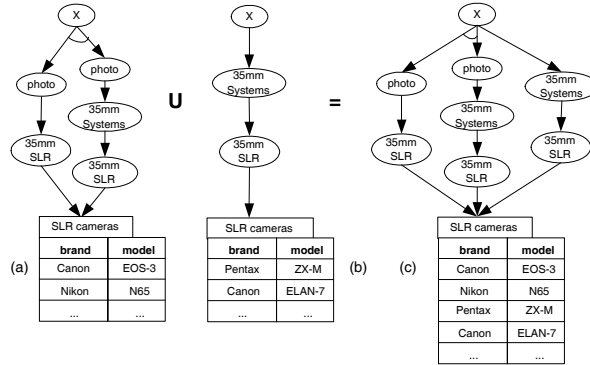 X
photo
35mm
SLR
photo
35mm
Systems
35mm
SLR
SLR cameras
brand model
Canon EOS-3
Nikon N65
... ...
(a)
U
X
35mm
Systems
35mm
SLR
SLR cameras
brand model
Pentax ZX-M
Canon ELAN-7
... ...
(b)
=
X
photo
35mm
SLR
photo
35mm
Systems
35mm
SLR
35mm
Systems
35mm
SLR
SLR cameras
(c)
brand model
Canon EOS-3
Nikon N65
Pentax ZX-M
Canon ELAN-7
... ...